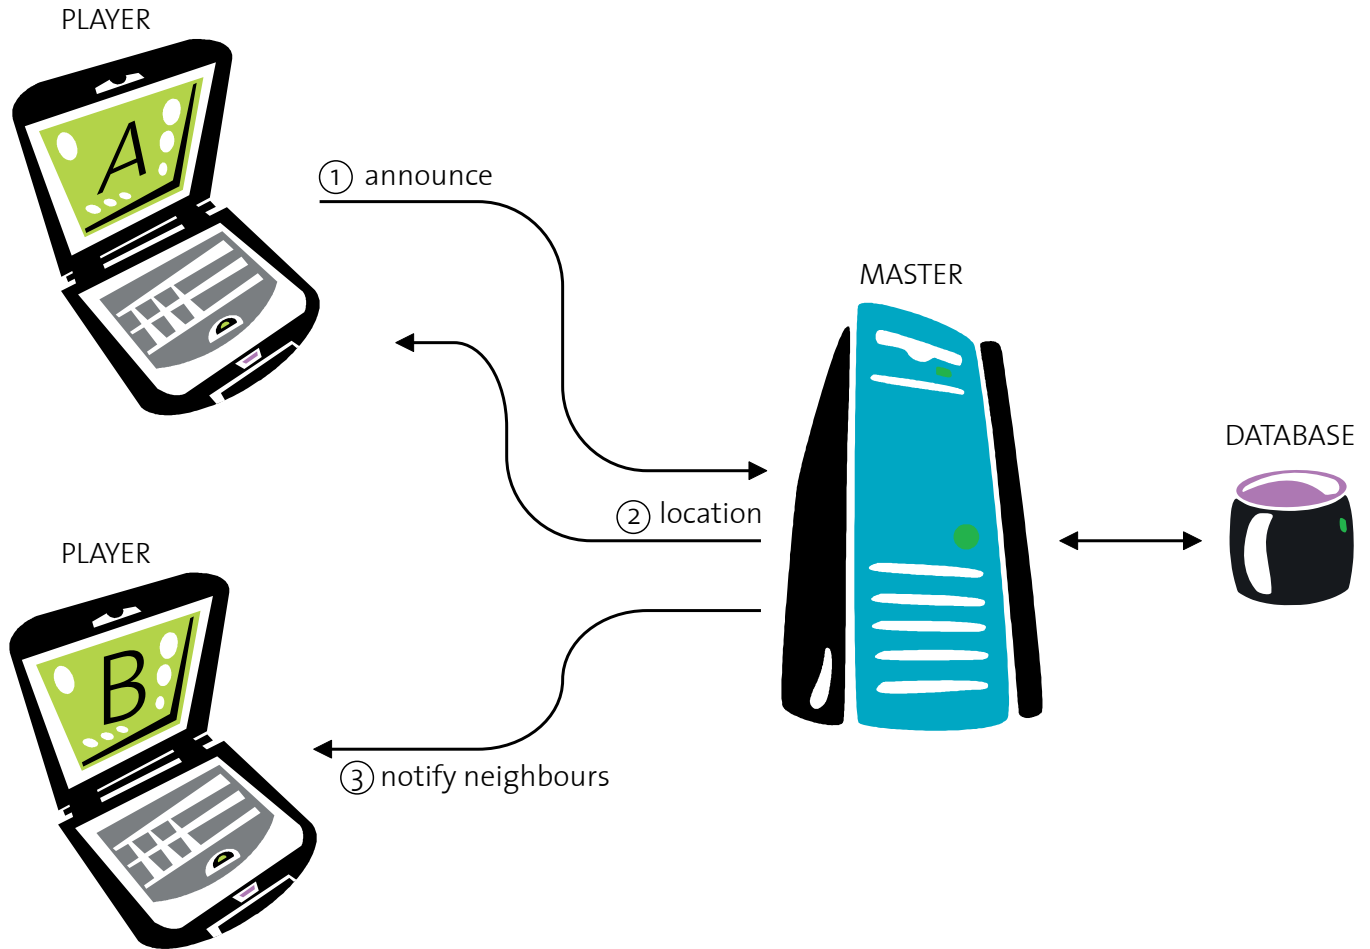 PLAYER
A
① announce
MASTER
DATABASE
② location
PLAYER
B
③ notify neighbours